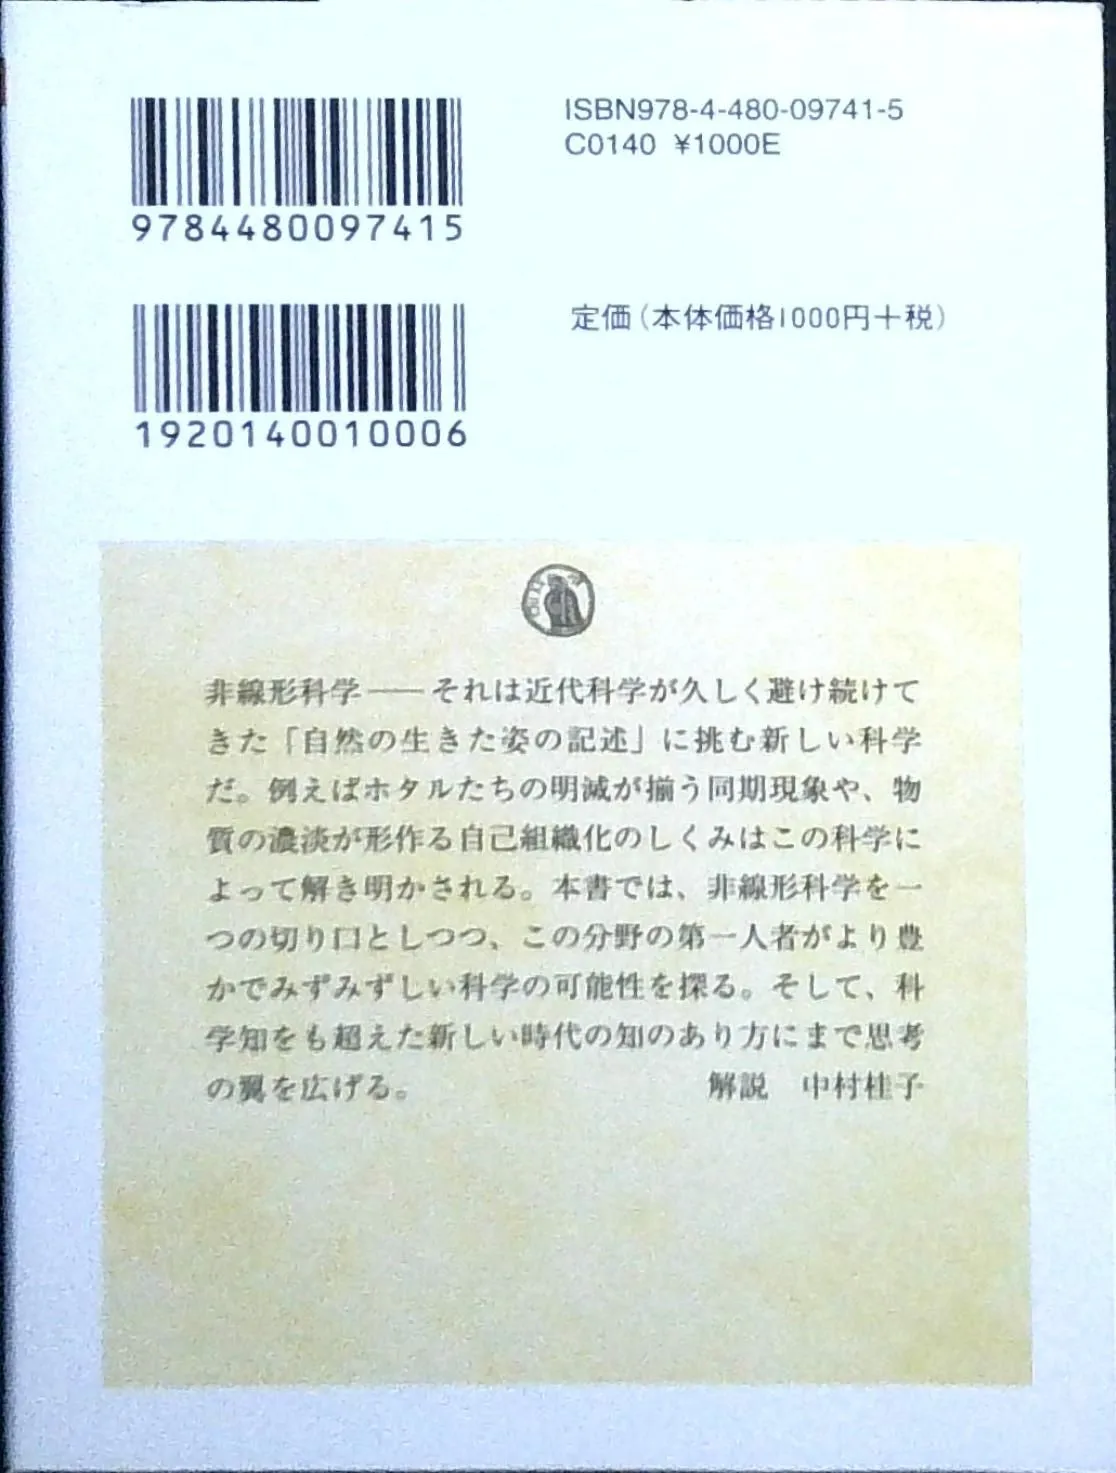 ISBN978-4-480-09741-5
C0140 ¥1000E
9784480097415
定価(本体価格1000円+税)
1920140010006
非線形科学――それは近代科学が久しく避け続けて
きた「自然の生きた姿の記述」に挑む新しい科学
だ。例えばホタルたちの明滅が揃う同期現象や、物
質の濃淡が形作る自己組織化のしくみはこの科学に
よって解き明かされる。本書では、非線形科学を一
つの切り口としつつ、この分野の第一人者がより豊
かでみずみずしい科学の可能性を探る。そして、科
学知をも超えた新しい時代の知のあり方にまで思考
の翼を広げる。 解説 中村桂子